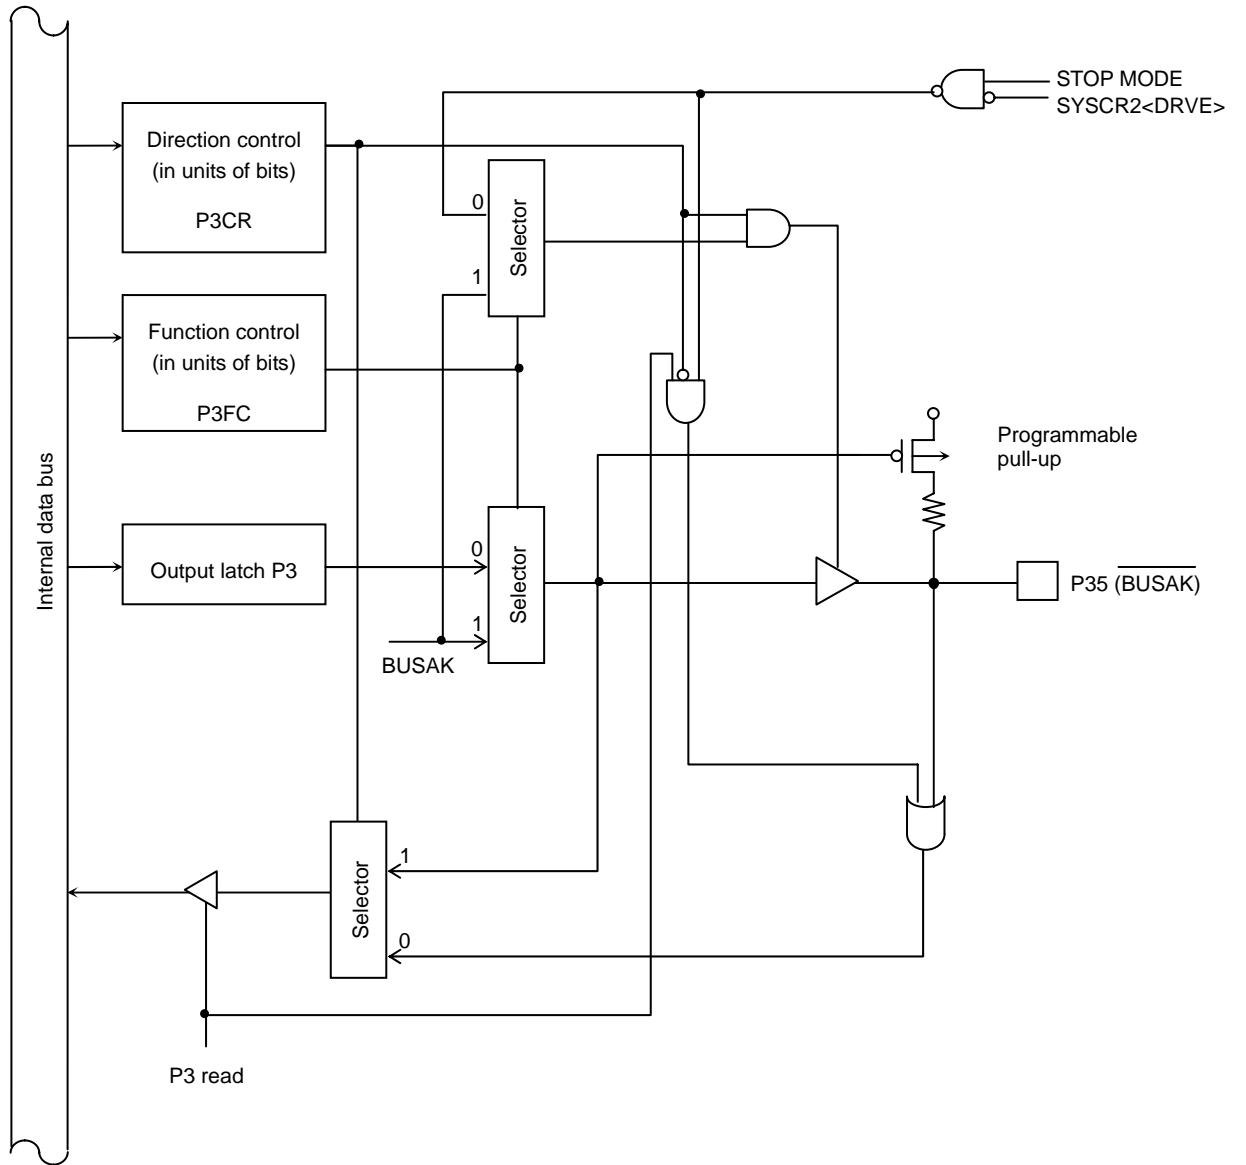 STOP MODE
SYSCR2<DRVE>
Direction control
(in units of bits)
P3CR
0
Selector
1
Function control
(in units of bits)
P3FC
Programmable
pull-up
Internal data bus
Output latch P3
0
Selector
1
BUSAK
P35 (BUSAK)
Selector
1
0
P3 read